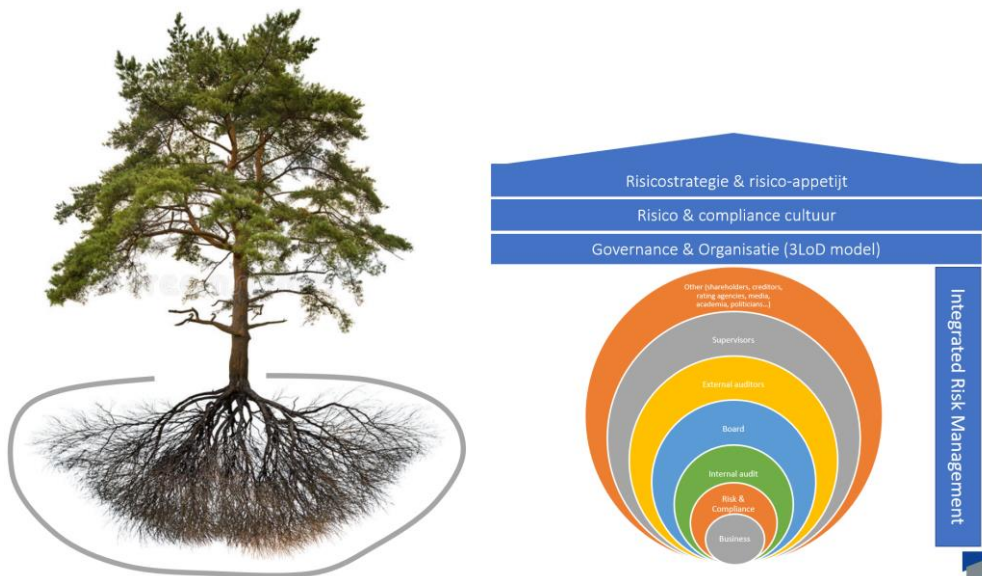 Risicostrategie & risico-appetijt
Risico & compliance cultuur
Governance & Organisatie (3LoD model)
Other (shareholders, creditors,
rating agencies, media,
academia, politicians...)
Supervisors
External auditors
Board
Internal audit
Risk &
Compliance
Business
Integrated Risk Management